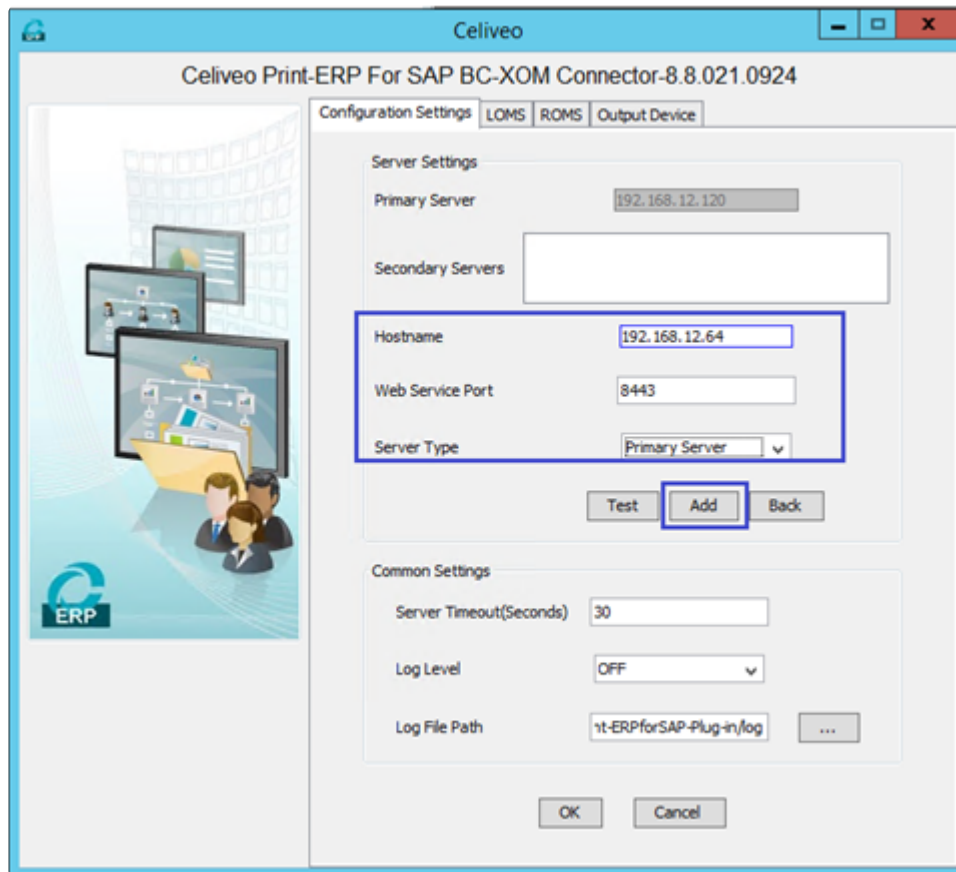 Celiveo
Celiveo Print-ERP For SAP BC-XOM Connector-8.8.021.0924
Configuration Settings LOMS ROMS Output Device
Server Settings
Primary Server 192.168.12.120
Secondary Servers
Hostname 192.168.12.64
Web Service Port 8443
Server Type Primary Server
Test Add Back
Common Settings
Server Timeout(Seconds) 30
Log Level OFF
Log File Path nt-ERPforSAP-Plug-in/log ...
OK Cancel
ERP